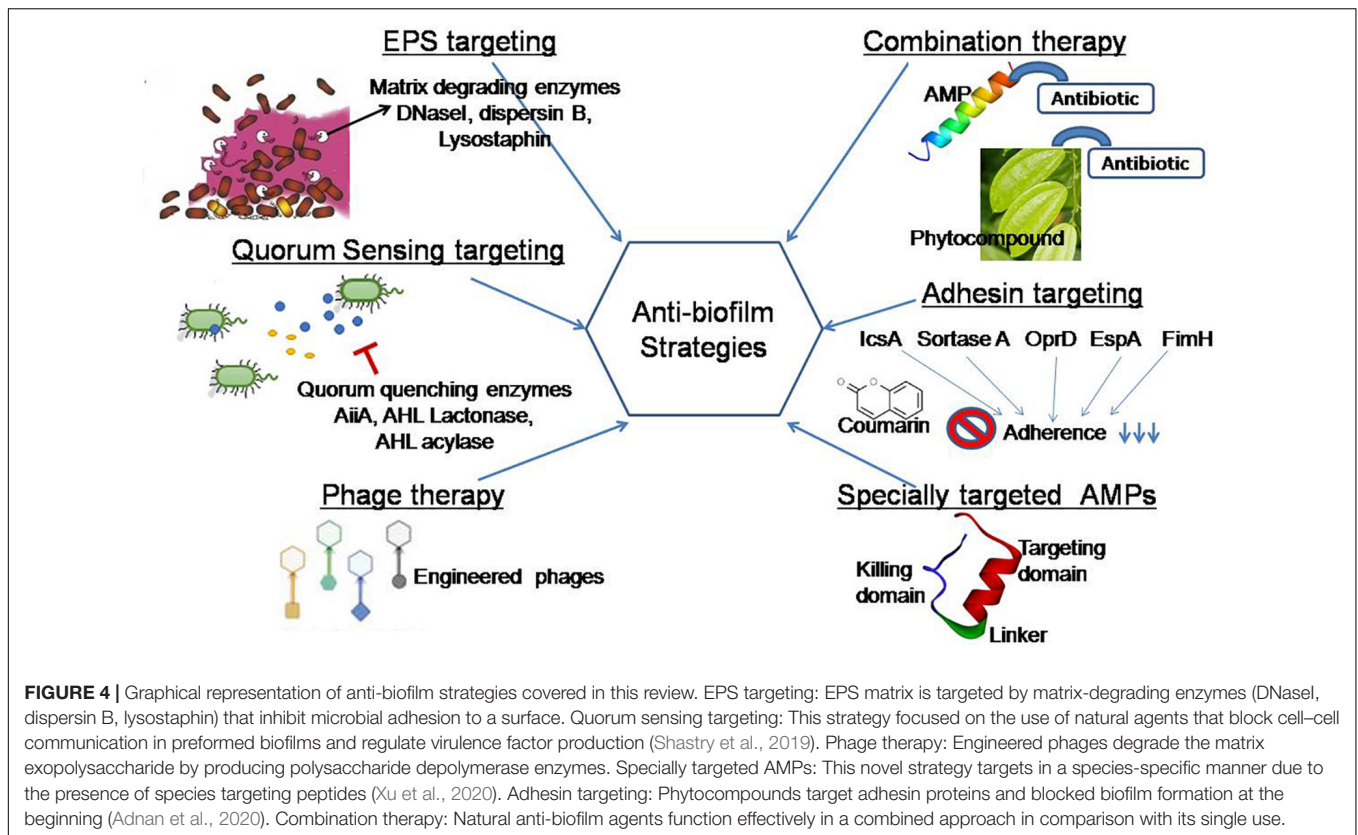 EPS targeting
Matrix degrading enzymes
DNaseI, dispersin B,
Lysostaphin
Combination therapy
AMP
Antibiotic
Antibiotic
Phytocompound
Quorum Sensing targeting
Quorum quenching enzymes
AiiA, AHL Lactonase,
AHL acylase
Anti-biofilm
Strategies
Adhesin targeting
IcsA Sortase A OprD EspA FimH
O
O
Coumarin
Adherence
Phage therapy
Engineered phages
Specially targeted AMPs
Targeting
domain
Killing
domain
Linker
FIGURE 4 | Graphical representation of anti-biofilm strategies covered in this review. EPS targeting: EPS matrix is targeted by matrix-degrading enzymes (DNaseI,
dispersin B, lysostaphin) that inhibit microbial adhesion to a surface. Quorum sensing targeting: This strategy focused on the use of natural agents that block cell–cell
communication in preformed biofilms and regulate virulence factor production (Shastry et al., 2019). Phage therapy: Engineered phages degrade the matrix
exopolysaccharide by producing polysaccharide depolymerase enzymes. Specially targeted AMPs: This novel strategy targets in a species-specific manner due to
the presence of species targeting peptides (Xu et al., 2020). Adhesin targeting: Phytocompounds target adhesin proteins and blocked biofilm formation at the
beginning (Adnan et al., 2020). Combination therapy: Natural anti-biofilm agents function effectively in a combined approach in comparison with its single use.